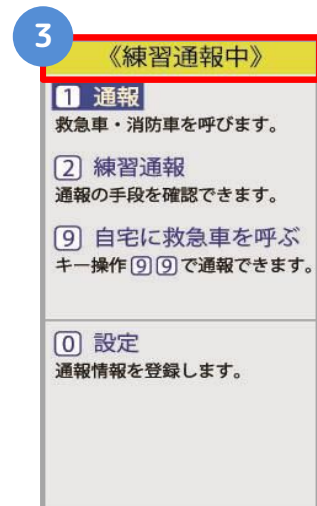 3
《練習通報中》
1 通報
救急車・消防車を呼びます。
2 練習通報
通報の手段を確認できます。
9 自宅に救急車を呼ぶ
キー操作99で通報できます。
0 設定
通報情報を登録します。